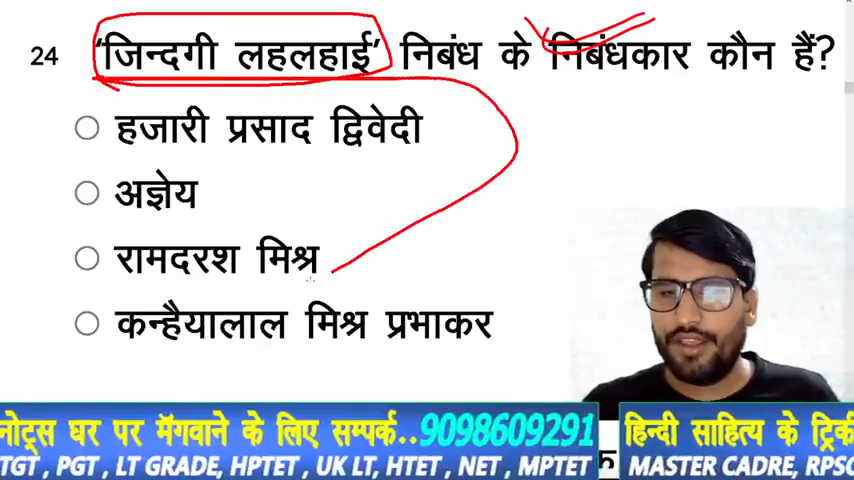 24 'जिन्दगी लहलहाई' निबंध के निबंधकार कौन हैं?
हजारी प्रसाद द्विवेदी
अज्ञेय
रामदरश मिश्र
कन्हैयालाल मिश्र प्रभाकर
नोट्स घर पर मॅगवाने के लिए सम्पर्क..9098609291 हिन्दी साहित्य के ट्रिकी
TGT , PGT , LT GRADE, HPTET , UK LT, HTET , NET , MPTET MASTER CADRE, RPSC